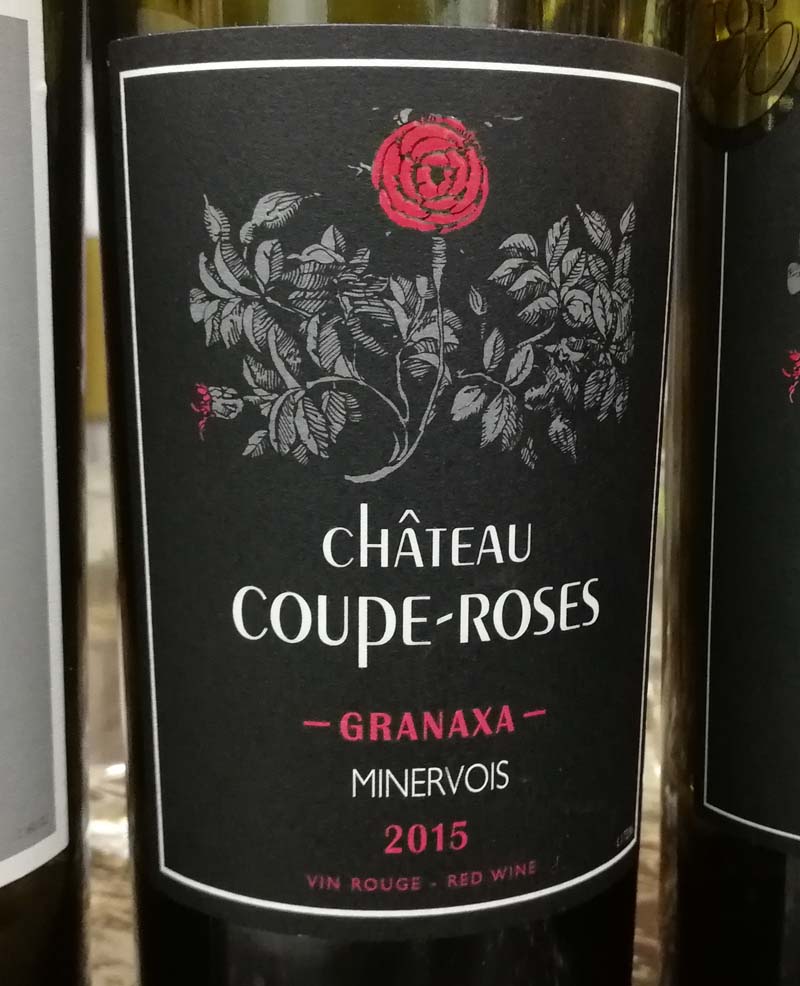 CHÂTEAU
COUPE-ROSES
-GRANAXA-
MINERVOIS
2015
VIN ROUGE - RED WINE